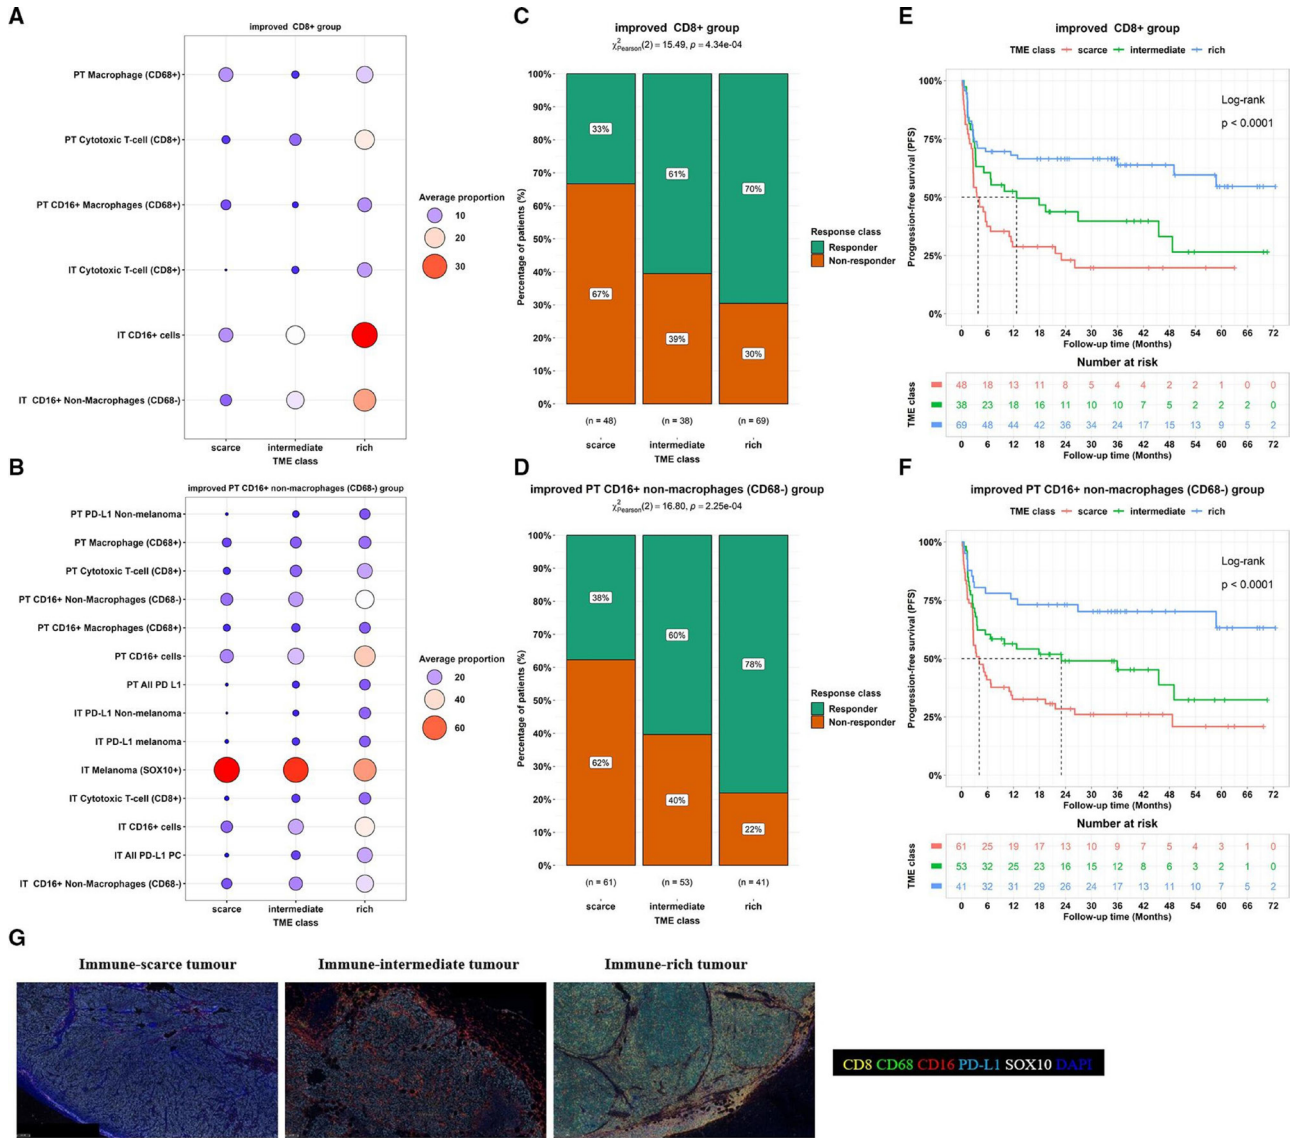 A
improved CD8+ group
PT Macrophage (CD68+)
PT Cytotoxic T-cell (CD8+)
PT CD16+ Macrophages (CD68+)
IT Cytotoxic T-cell (CD8+)
IT CD16+ cells
IT CD16+ Non-Macrophages (CD68-)
scarce intermediate rich
TME class
Average proportion
10
20
30
B
improved PT CD16+ non-macrophages (CD68-) group
PT PD-L1 Non-melanoma
PT Macrophage (CD68+)
PT Cytotoxic T-cell (CD8+)
PT CD16+ Non-Macrophages (CD68-)
PT CD16+ Macrophages (CD68+)
PT CD16+ cells
PT All PD L1
IT PD-L1 Non-melanoma
IT PD-L1 melanoma
IT Melanoma (SOX10+)
IT Cytotoxic T-cell (CD8+)
IT CD16+ cells
IT All PD-L1 PC
IT CD16+ Non-Macrophages (CD68-)
scarce intermediate rich
TME class
Average proportion
20
40
60
C
improved CD8+ group
χ²Pearson(2) = 15.49, p = 4.34e-04
Percentage of patients (%)
100%
90%
80%
70%
60%
50%
40%
30%
20%
10%
0%
33%
67%
61%
39%
70%
30%
(n = 48) (n = 38) (n = 69)
scarce intermediate rich
TME class
Response class
Responder
Non-responder
D
improved PT CD16+ non-macrophages (CD68-) group
χ²Pearson(2) = 16.80, p = 2.25e-04
Percentage of patients (%)
100%
90%
80%
70%
60%
50%
40%
30%
20%
10%
0%
38%
62%
60%
40%
78%
22%
(n = 61) (n = 53) (n = 41)
scarce intermediate rich
TME class
Response class
Responder
Non-responder
E
improved CD8+ group
TME class scarce intermediate rich
Progression-free survival (PFS)
100%
75%
50%
25%
0%
Log-rank
p < 0.0001
0 6 12 18 24 30 36 42 48 54 60 66 72
Follow-up time (Months)
Number at risk
TME class
48 18 13 11 8 5 4 4 2 2 1 0 0
38 23 18 16 11 10 10 7 5 2 2 2 0
69 48 44 42 36 34 24 17 15 13 9 5 2
0 6 12 18 24 30 36 42 48 54 60 66 72
Follow-up time (Months)
F
improved PT CD16+ non-macrophages (CD68-) group
TME class scarce intermediate rich
Progression-free survival (PFS)
100%
75%
50%
25%
0%
Log-rank
p < 0.0001
0 6 12 18 24 30 36 42 48 54 60 66 72
Follow-up time (Months)
Number at risk
TME class
61 25 19 17 13 10 9 7 5 4 3 1 0
53 32 25 23 16 15 12 8 6 3 2 1 0
41 32 31 29 26 24 17 13 11 10 7 5 2
0 6 12 18 24 30 36 42 48 54 60 66 72
Follow-up time (Months)
G
Immune-scarce tumour
Immune-intermediate tumour
Immune-rich tumour
CD8 CD68 CD16 PD-L1 SOX10 DAPI